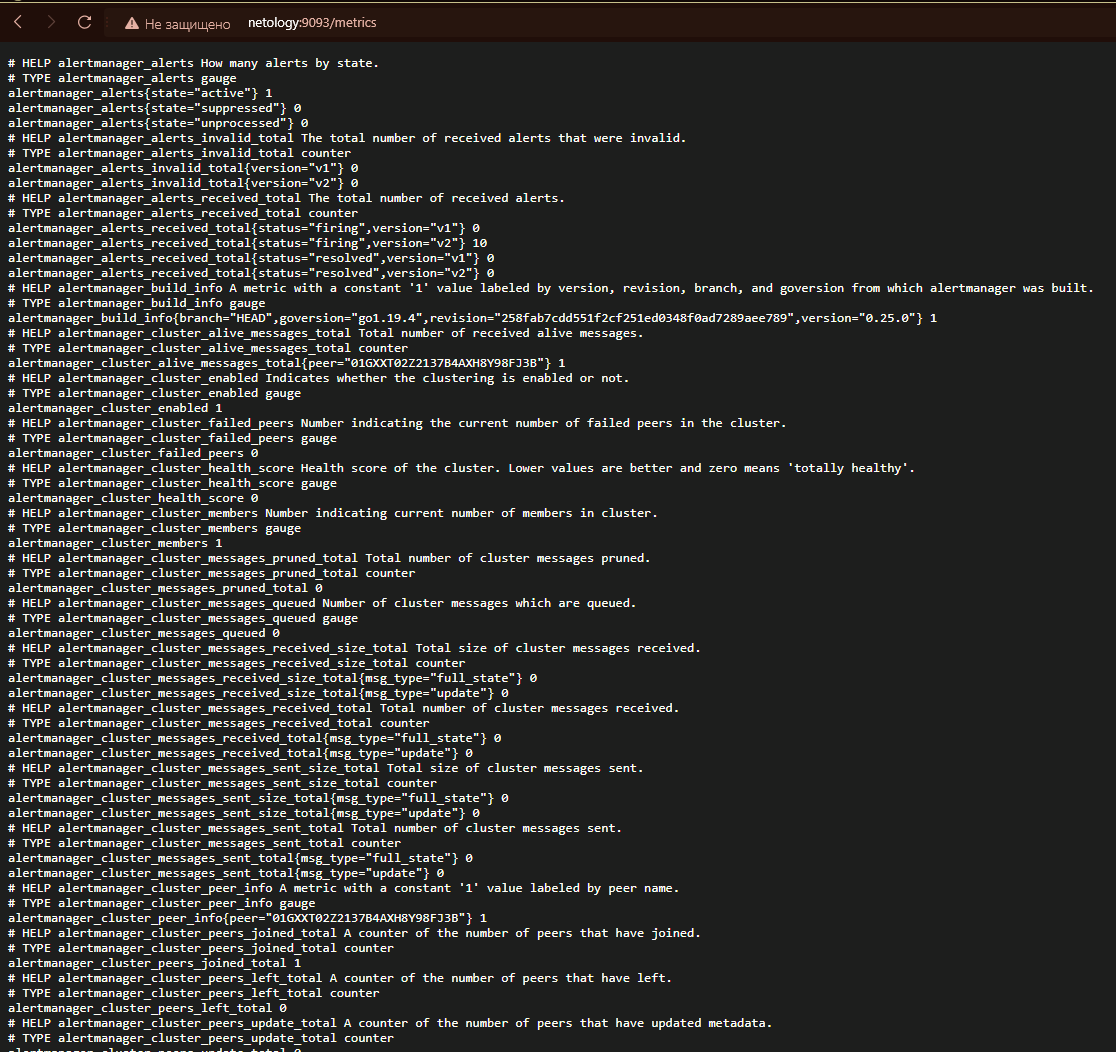 Не защищено netology:9093/metrics
# HELP alertmanager_alerts How many alerts by state.
# TYPE alertmanager_alerts gauge
alertmanager_alerts{state="active"} 1
alertmanager_alerts{state="suppressed"} 0
alertmanager_alerts{state="unprocessed"} 0
# HELP alertmanager_alerts_invalid_total The total number of received alerts that were invalid.
# TYPE alertmanager_alerts_invalid_total counter
alertmanager_alerts_invalid_total{version="v1"} 0
alertmanager_alerts_invalid_total{version="v2"} 0
# HELP alertmanager_alerts_received_total The total number of received alerts.
# TYPE alertmanager_alerts_received_total counter
alertmanager_alerts_received_total{status="firing",version="v1"} 0
alertmanager_alerts_received_total{status="firing",version="v2"} 10
alertmanager_alerts_received_total{status="resolved",version="v1"} 0
alertmanager_alerts_received_total{status="resolved",version="v2"} 0
# HELP alertmanager_build_info A metric with a constant '1' value labeled by version, revision, branch, and goversion from which alertmanager was built.
# TYPE alertmanager_build_info gauge
alertmanager_build_info{branch="HEAD",goversion="go1.19.4",revision="258fab7cdd551f2cf251ed0348f0ad7289aee789",version="0.25.0"} 1
# HELP alertmanager_cluster_alive_messages_total Total number of received alive messages.
# TYPE alertmanager_cluster_alive_messages_total counter
alertmanager_cluster_alive_messages_total{peer="01GXXT02Z2137B4AXH8Y98FJ3B"} 1
# HELP alertmanager_cluster_enabled Indicates whether the clustering is enabled or not.
# TYPE alertmanager_cluster_enabled gauge
alertmanager_cluster_enabled 1
# HELP alertmanager_cluster_failed_peers Number indicating the current number of failed peers in the cluster.
# TYPE alertmanager_cluster_failed_peers gauge
alertmanager_cluster_failed_peers 0
# HELP alertmanager_cluster_health_score Health score of the cluster. Lower values are better and zero means 'totally healthy'.
# TYPE alertmanager_cluster_health_score gauge
alertmanager_cluster_health_score 0
# HELP alertmanager_cluster_members Number indicating current number of members in cluster.
# TYPE alertmanager_cluster_members gauge
alertmanager_cluster_members 1
# HELP alertmanager_cluster_messages_pruned_total Total number of cluster messages pruned.
# TYPE alertmanager_cluster_messages_pruned_total counter
alertmanager_cluster_messages_pruned_total 0
# HELP alertmanager_cluster_messages_queued Number of cluster messages which are queued.
# TYPE alertmanager_cluster_messages_queued gauge
alertmanager_cluster_messages_queued 0
# HELP alertmanager_cluster_messages_received_size_total Total size of cluster messages received.
# TYPE alertmanager_cluster_messages_received_size_total counter
alertmanager_cluster_messages_received_size_total{msg_type="full_state"} 0
alertmanager_cluster_messages_received_size_total{msg_type="update"} 0
# HELP alertmanager_cluster_messages_received_total Total number of cluster messages received.
# TYPE alertmanager_cluster_messages_received_total counter
alertmanager_cluster_messages_received_total{msg_type="full_state"} 0
alertmanager_cluster_messages_received_total{msg_type="update"} 0
# HELP alertmanager_cluster_messages_sent_size_total Total size of cluster messages sent.
# TYPE alertmanager_cluster_messages_sent_size_total counter
alertmanager_cluster_messages_sent_size_total{msg_type="full_state"} 0
alertmanager_cluster_messages_sent_size_total{msg_type="update"} 0
# HELP alertmanager_cluster_messages_sent_total Total number of cluster messages sent.
# TYPE alertmanager_cluster_messages_sent_total counter
alertmanager_cluster_messages_sent_total{msg_type="full_state"} 0
alertmanager_cluster_messages_sent_total{msg_type="update"} 0
# HELP alertmanager_cluster_peer_info A metric with a constant '1' value labeled by peer name.
# TYPE alertmanager_cluster_peer_info gauge
alertmanager_cluster_peer_info{peer="01GXXT02Z2137B4AXH8Y98FJ3B"} 1
# HELP alertmanager_cluster_peers_joined_total A counter of the number of peers that have joined.
# TYPE alertmanager_cluster_peers_joined_total counter
alertmanager_cluster_peers_joined_total 1
# HELP alertmanager_cluster_peers_left_total A counter of the number of peers that have left.
# TYPE alertmanager_cluster_peers_left_total counter
alertmanager_cluster_peers_left_total 0
# HELP alertmanager_cluster_peers_update_total A counter of the number of peers that have updated metadata.
# TYPE alertmanager_cluster_peers_update_total counter